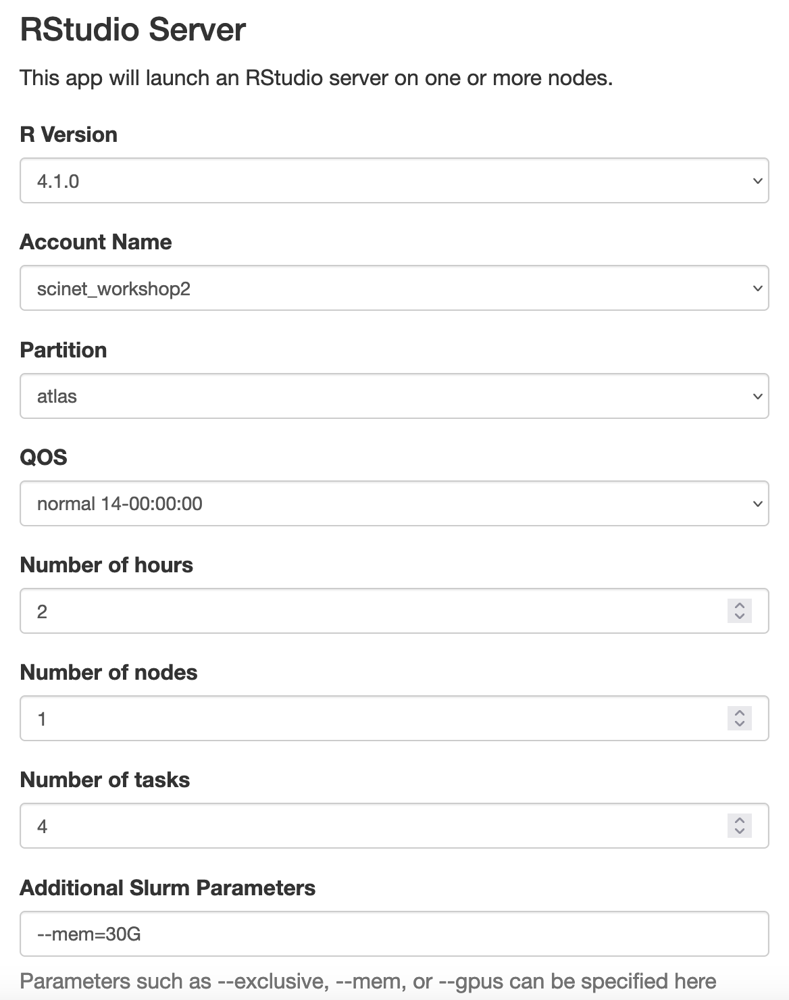 RStudio Server
This app will launch an RStudio server on one or more nodes.
R Version
4.1.0
Account Name
scinet_workshop2
Partition
atlas
QOS
normal 14-00:00:00
Number of hours
2
Number of nodes
1
Number of tasks
4
Additional Slurm Parameters
--mem=30G
Parameters such as --exclusive, --mem, or --gpus can be specified here